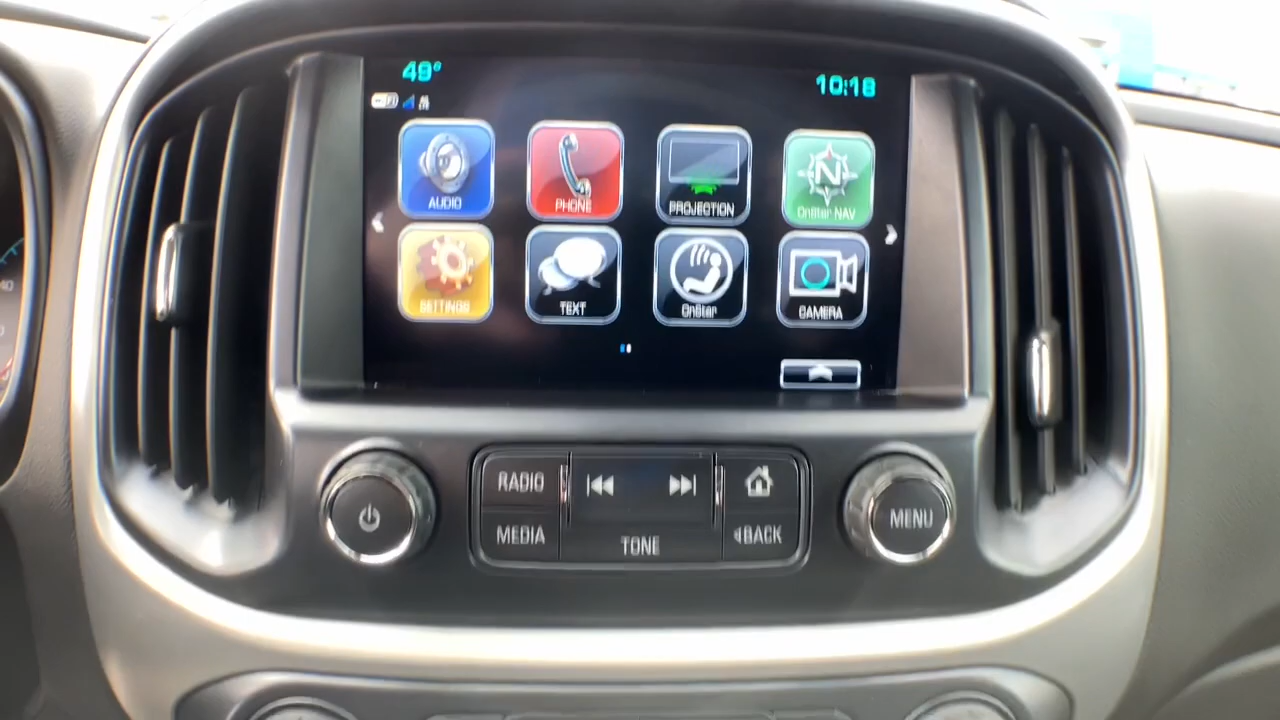 49°
10:18
AUDIO
PHONE
PROJECTION
N
OnStar NAV
SETTINGS
TEXT
OnStar
CAMERA
RADIO
MEDIA
TONE
BACK
MENU